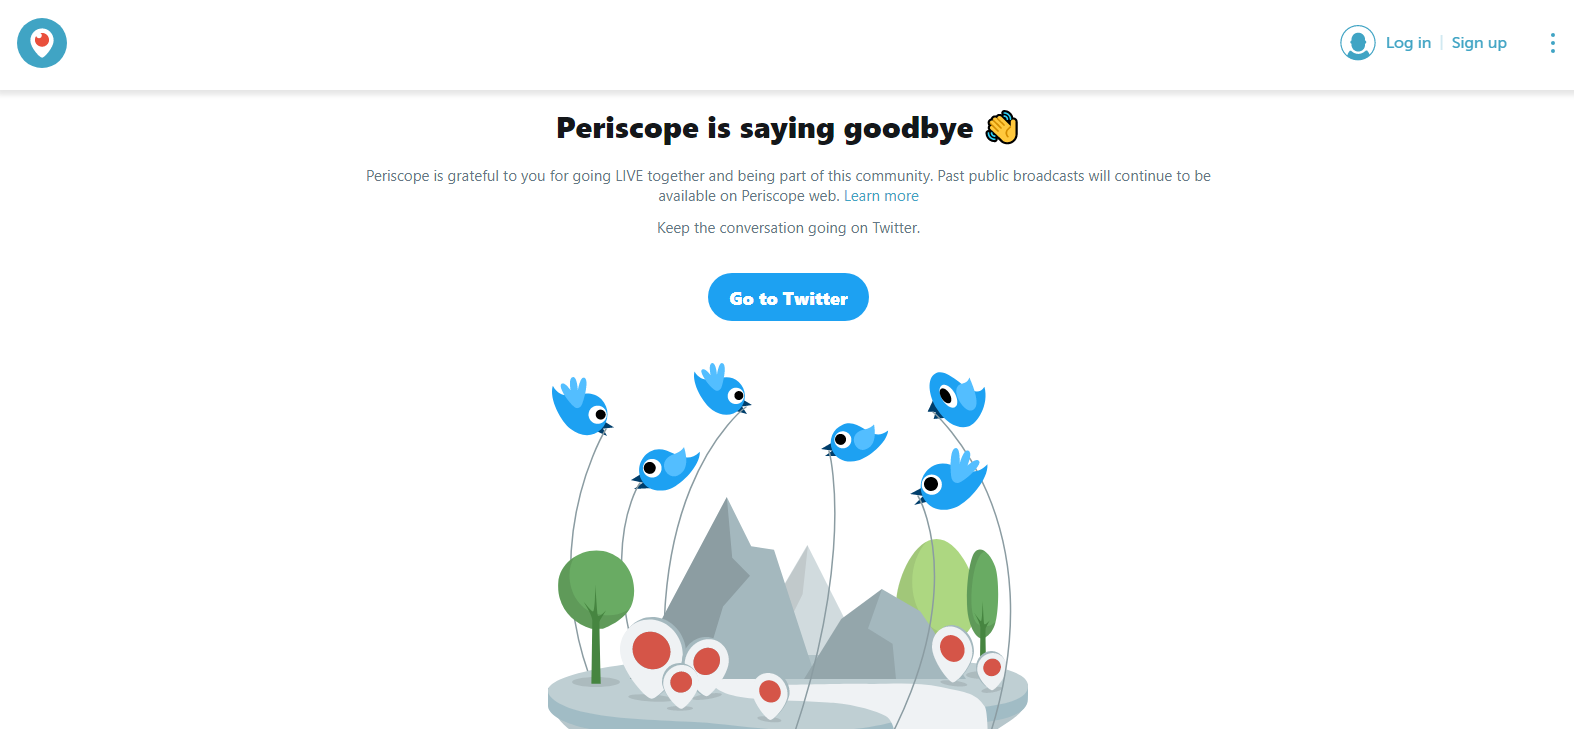 Log in | Sign up
Periscope is saying goodbye 👋
Periscope is grateful to you for going LIVE together and being part of this community. Past public broadcasts will continue to be
available on Periscope web. Learn more
Keep the conversation going on Twitter.
Go to Twitter